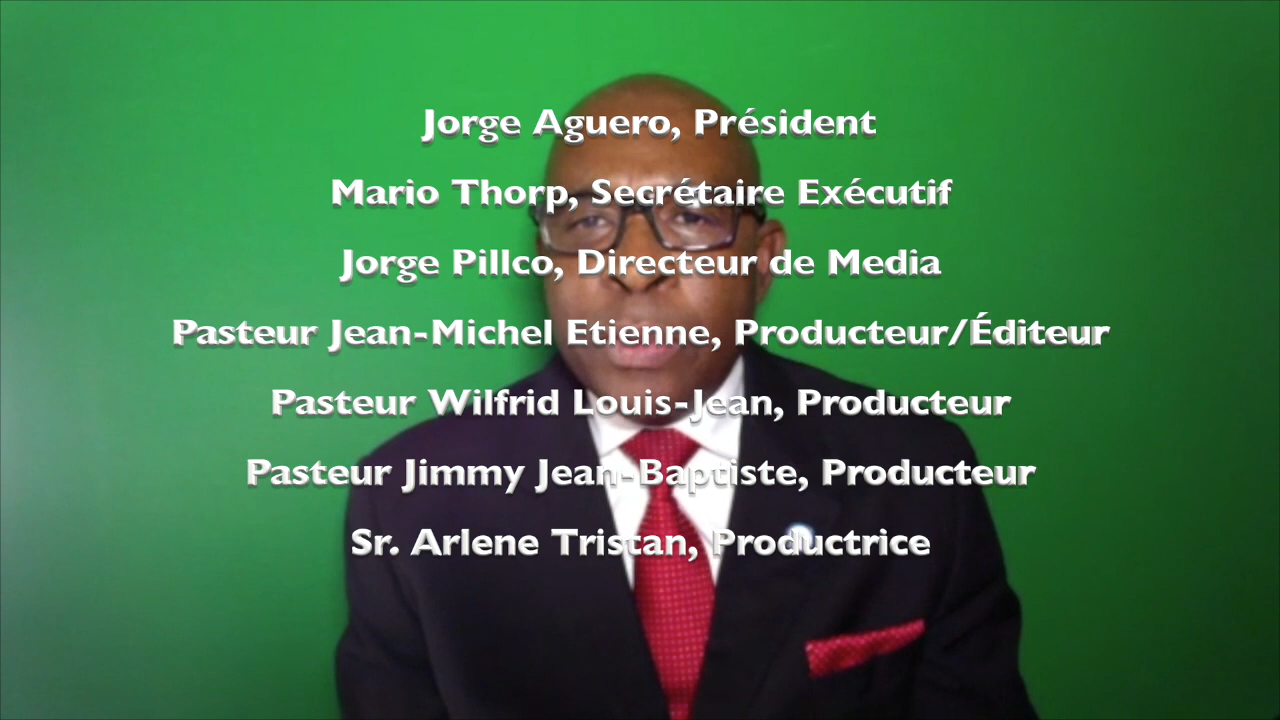 Jorge Aguero, Président
Mario Thorp, Secrétaire Exécutif
Jorge Pillco, Directeur de Media
Pasteur Jean-Michel Etienne, Producteur/Éditeur
Pasteur Wilfrid Louis-Jean, Producteur
Pasteur Jimmy Jean-Baptiste, Producteur
Sr. Arlene Tristan, Productrice